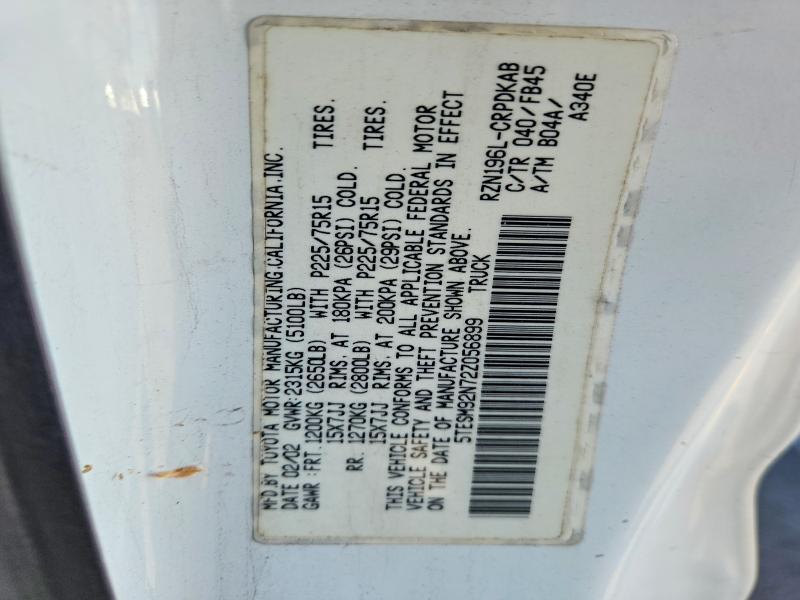 MFD.BY TOYOTA MOTOR MANUFACTURING,CALIFORNIA,INC.
DATE 02/02 GVWR:2315KG (5100LB)
GAWR :FRT.1200KG (2650LB) WITH P225/75R15 TIRES.
15X7JJ RIMS. AT 180KPA (26PSI) COLD.
RR. 1270KG (2800LB) WITH P225/75R15 TIRES.
15X7JJ RIMS. AT 200KPA (29PSI) COLD.
THIS VEHICLE CONFORMS TO ALL APPLICABLE FEDERAL MOTOR
VEHICLE SAFETY AND THEFT PREVENTION STANDARDS IN EFFECT
ON THE DATE OF MANUFACTURE SHOWN ABOVE.
5TESM92N72Z056899 TRUCK
RZN196L-CRPDKAB
C/TR 040/FB45
A/TM B04A/
A340E